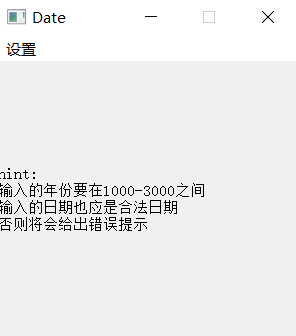 Date
设置
hint:
输入的年份要在1000-3000之间
输入的日期也应是合法日期
否则将会给出错误提示